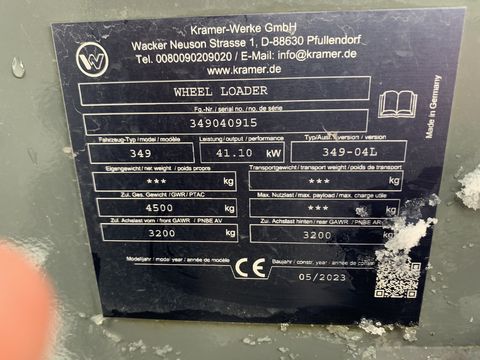 Kramer-Werke GmbH
Wacker Neuson Strasse 1, D-88630 Pfullendorf
Tel. 0080090209020 / E-Mail: info@kramer.de
www.kramer.de
WHEEL LOADER
Fg.-Nr./ serial no./ no. de série
349040915
Fahrzeug-Typ / model / modèle Leistung / output / performance Typ/Ausf. / version / version
349 41.10 kW 349-04L
Eigengewicht / net weight / poids propre Transportgewicht / transport weight / poids de transport
*** kg *** kg
Zul. Ges. Gewicht / GWR / PTAC Max. Nutzlast / max. payload / max. charge utile
4500 kg *** kg
Zul. Achslast vorn / front GAWR / PNBE AV Zul. Achslast hinten / rear GAWR / PNBE AR
3200 kg 3200 kg
Modelljahr / model year / année de modèle CE Baujahr / constr. year / année de
05/2023
Made in Germany